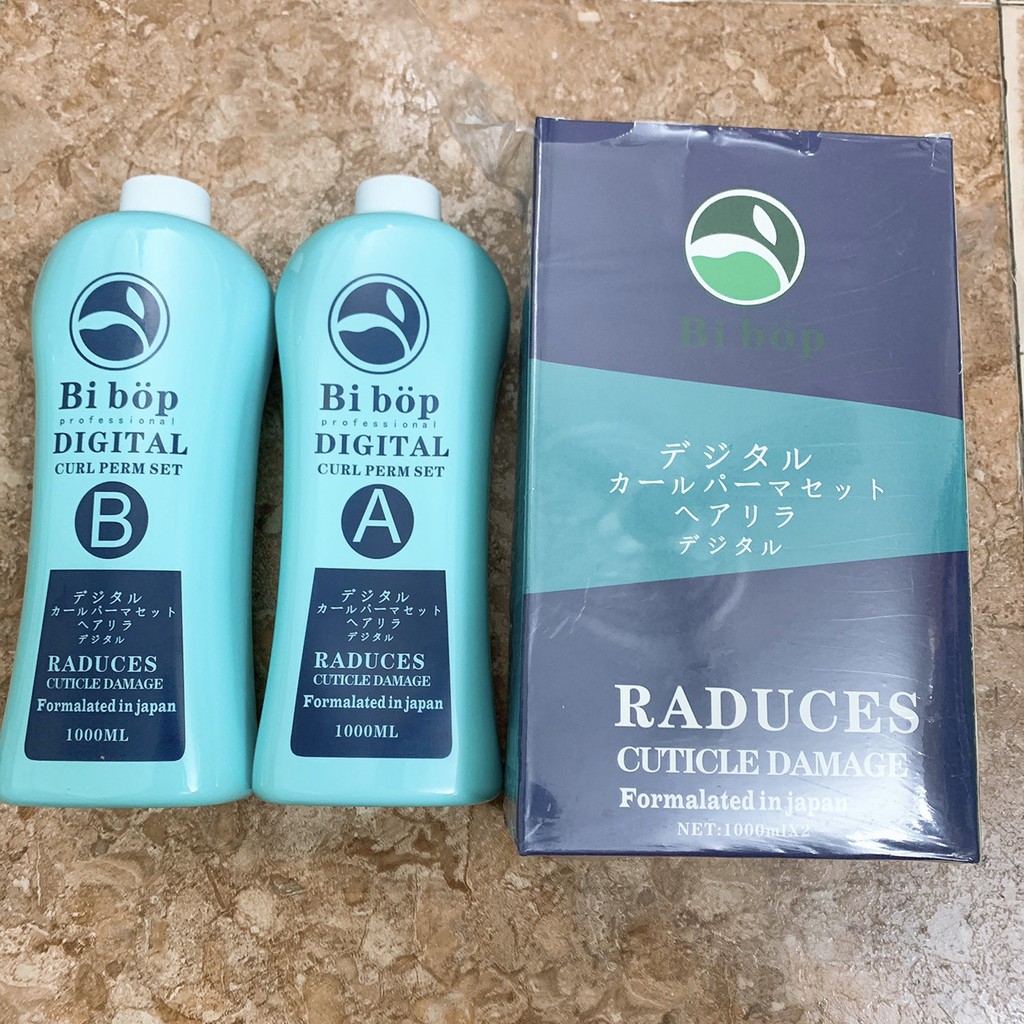 Bi böp
professional
DIGITAL
CURL PERM SET
B
デジタル
カールパーマセット
ヘアリラ
デジタル
RADUCES
CUTICLE DAMAGE
Formalated in japan
1000ML
Bi böp
professional
DIGITAL
CURL PERM SET
A
デジタル
カールパーマセット
ヘアリラ
デジタル
RADUCES
CUTICLE DAMAGE
Formalated in japan
1000ML
Bi böp
デジタル
カールパーマセット
ヘアリラ
デジタル
RADUCES
CUTICLE DAMAGE
Formalated in japan
NET:1000mlX2